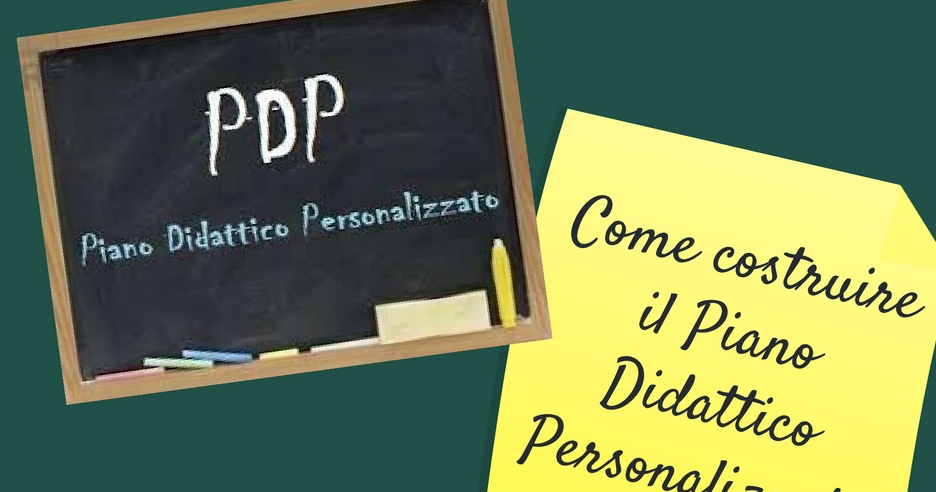 PDP
Piano Didattico Personalizzato
Come costruire
il Piano
Didattico